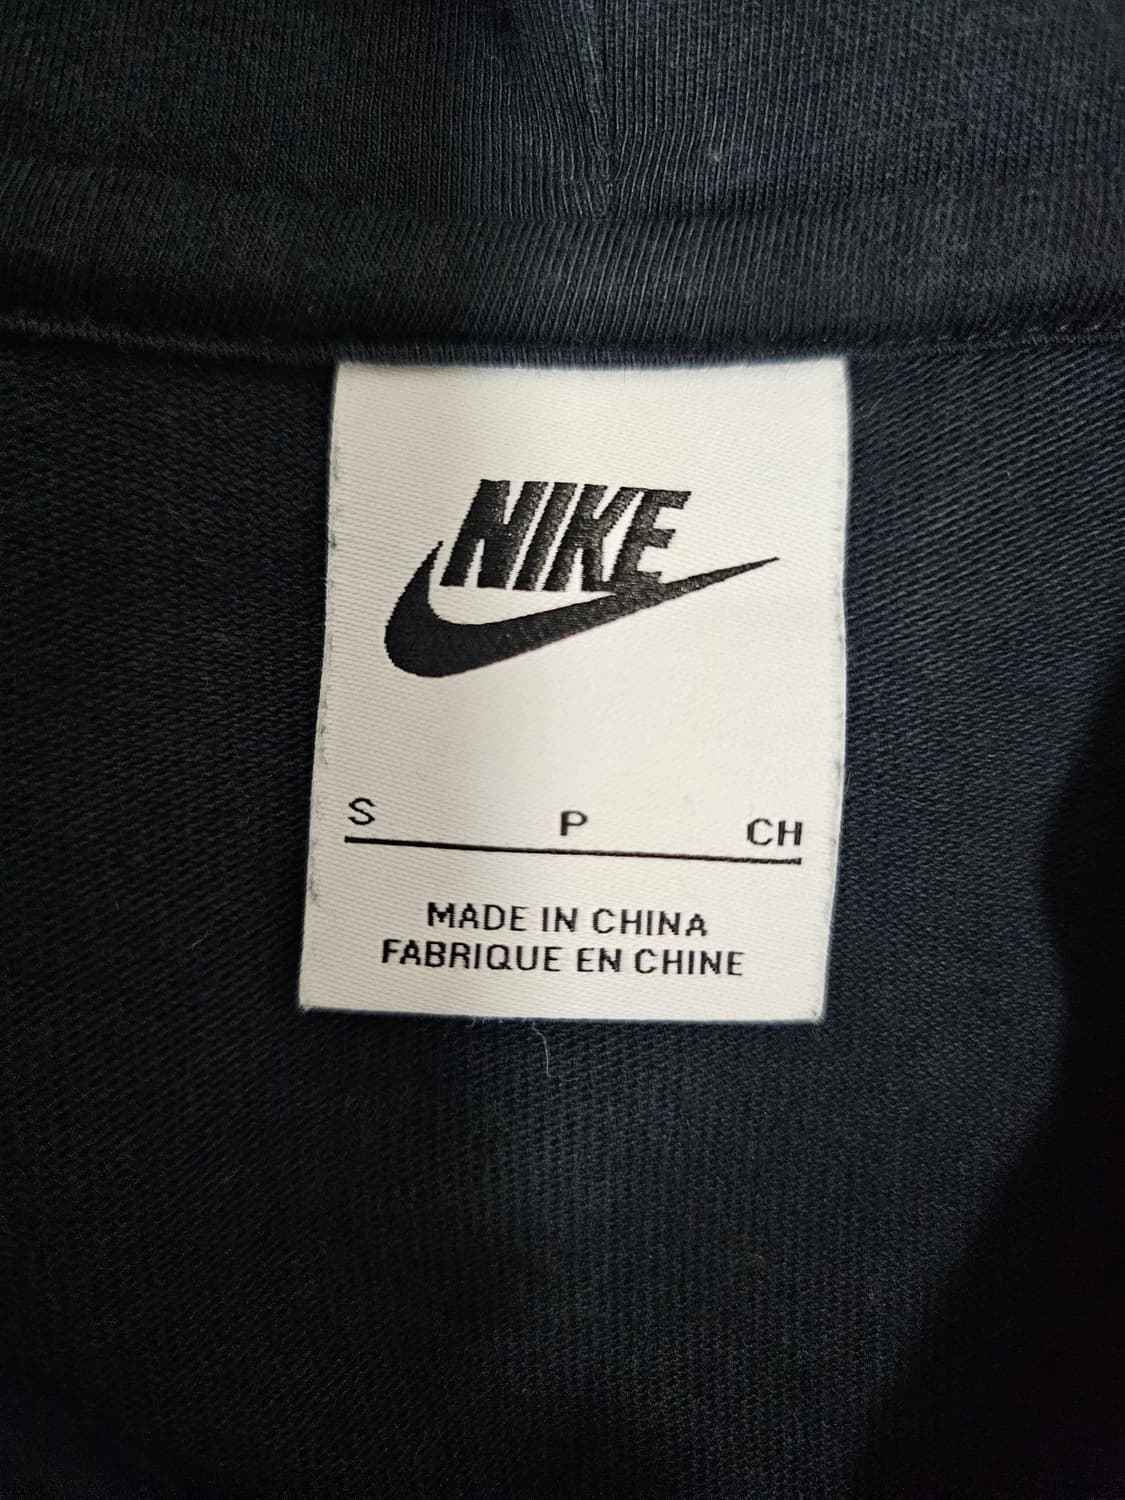 NIKE
S P CH
MADE IN CHINA
FABRIQUE EN CHINE